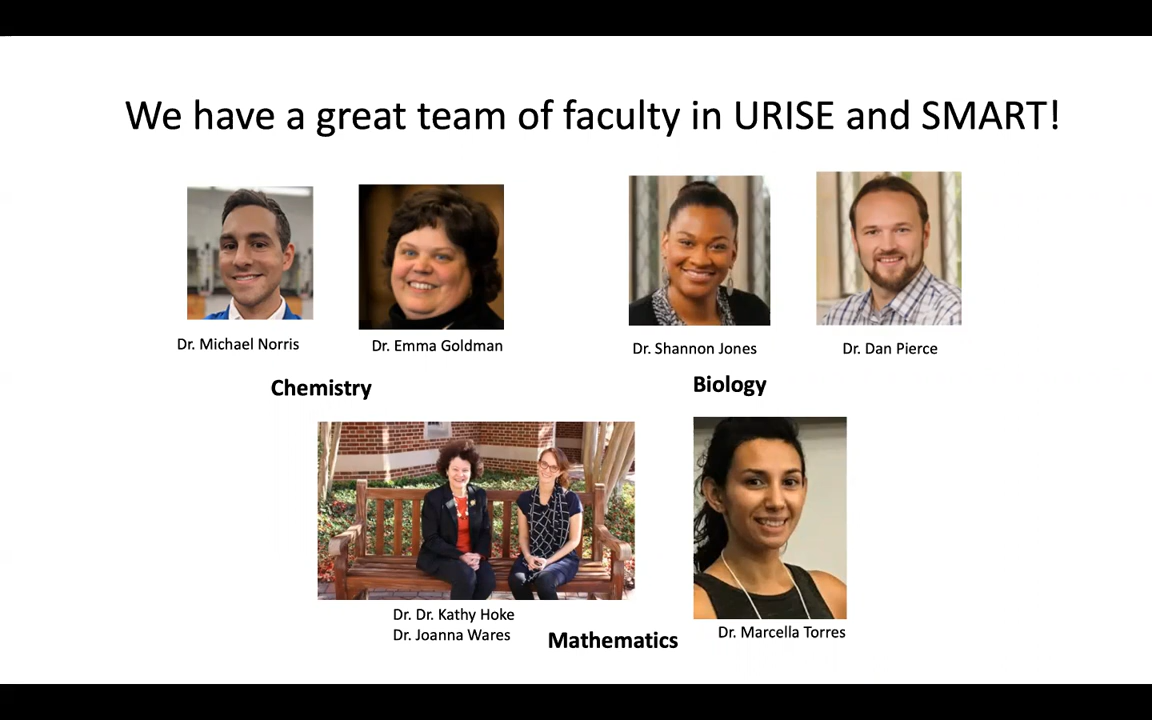 We have a great team of faculty in URISE and SMART!
Dr. Michael Norris
Dr. Emma Goldman
Dr. Shannon Jones
Dr. Dan Pierce
Chemistry
Biology
Dr. Dr. Kathy Hoke
Dr. Joanna Wares
Mathematics
Dr. Marcella Torres